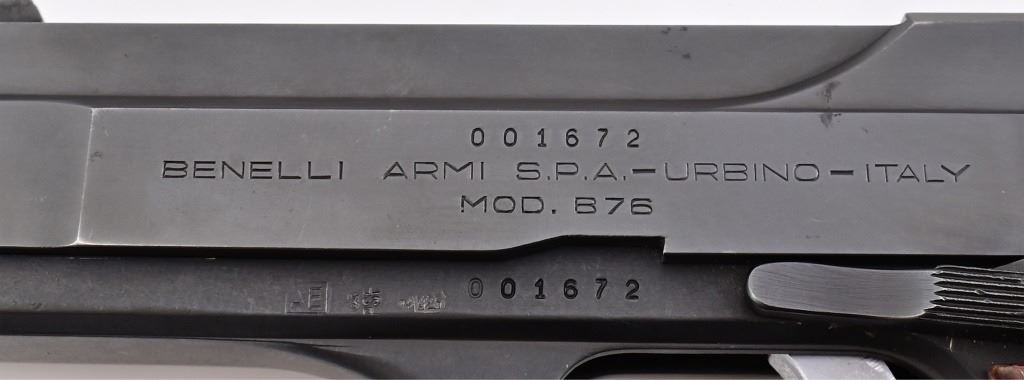 001672
BENELLI ARMI S.P.A.-URBINO-ITALY
MOD. B76
001672